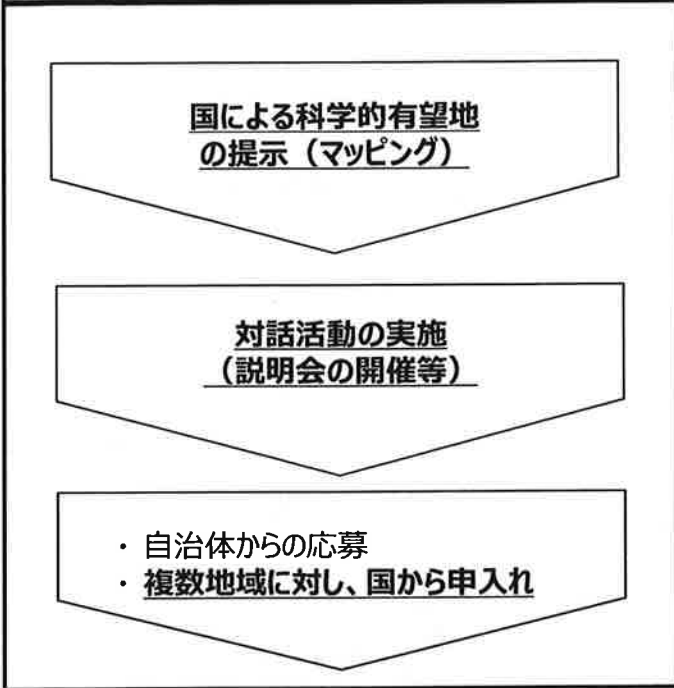 国による科学的有望地
の提示（マッピング）
対話活動の実施
（説明会の開催等）
・ 自治体からの応募
・ 複数地域に対し、国から申入れ